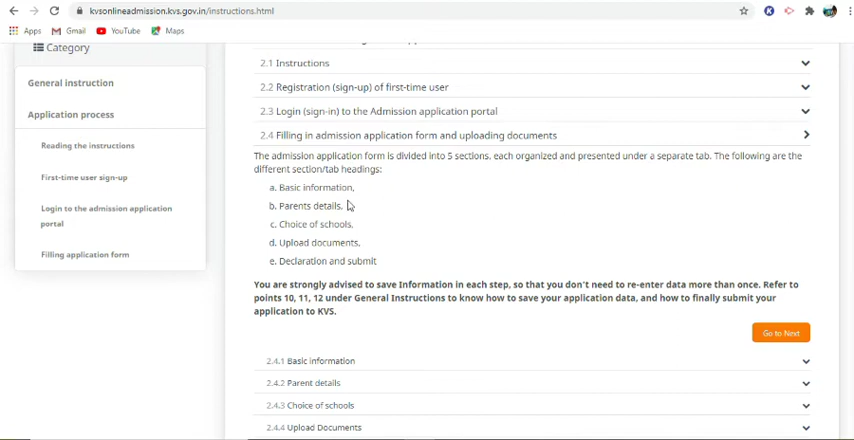 kvsonlineadmission.kvs.gov.in/instructions.html
Apps Gmail YouTube Maps
Category
General instruction
Application process
Reading the instructions
First-time user sign-up
Login to the admission application
portal
Filling application form
2.1 Instructions
2.2 Registration (sign-up) of first-time user
2.3 Login (sign-in) to the Admission application portal
2.4 Filling in admission application form and uploading documents
The admission application form is divided into 5 sections, each organized and presented under a separate tab. The following are the
different section/tab headings:
a. Basic information,
b. Parents details.
c. Choice of schools,
d. Upload documents,
e. Declaration and submit
You are strongly advised to save Information in each step, so that you don't need to re-enter data more than once. Refer to
points 10, 11, 12 under General Instructions to know how to save your application data, and how to finally submit your
application to KVS.
Go to Next
2.4.1 Basic information
2.4.2 Parent details
2.4.3 Choice of schools
2.4.4 Upload Documents